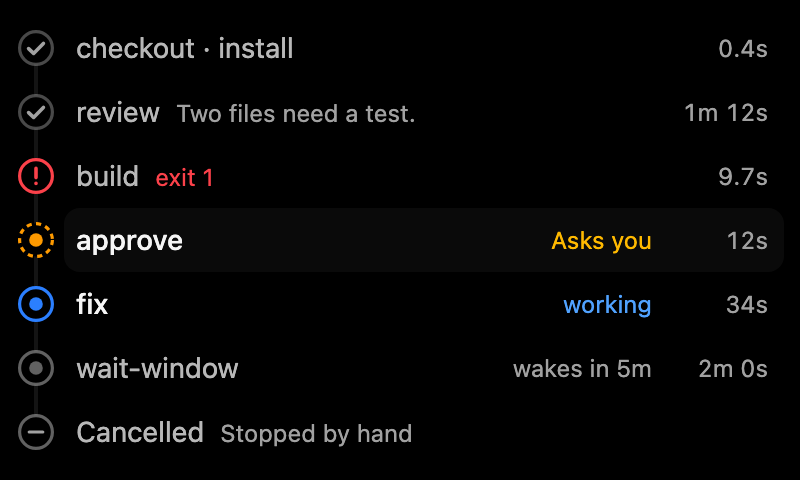 checkout · install 0.4s
review Two files need a test. 1m 12s
build exit 1 9.7s
approve Asks you 12s
fix working 34s
wait-window wakes in 5m 2m 0s
Cancelled Stopped by hand